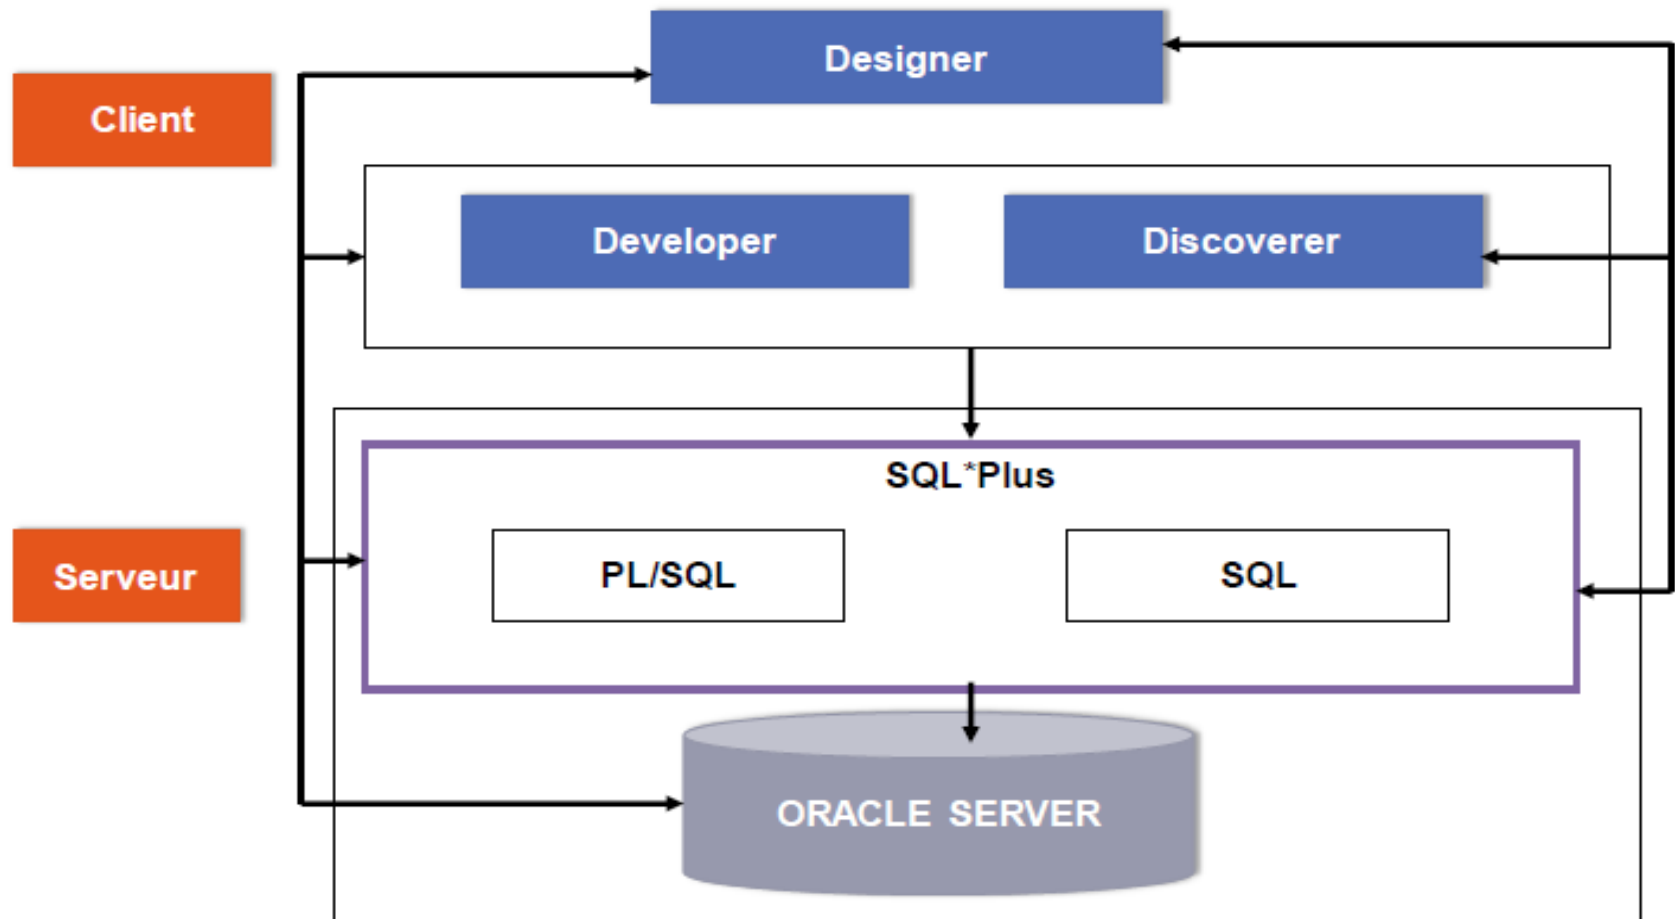 Designer
Client
Developer
Discoverer
SQL*Plus
PL/SQL
SQL
Serveur
ORACLE SERVER